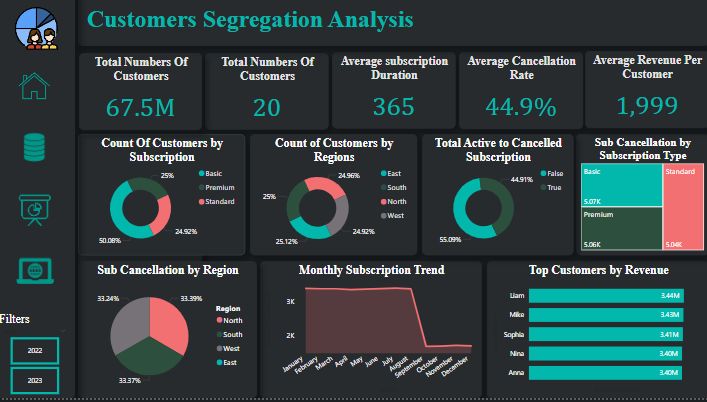 Customers Segregation Analysis
Total Numbers Of
Customers
67.5M
Total Numbers Of
Customers
20
Average subscription
Duration
365
Average Cancellation
Rate
44.9%
Average Revenue Per
Customer
1,999
Count Of Customers by
Subscription
25%
50.08%
24.92%
Basic
Premium
Standard
Count of Customers by
Regions
24.96%
25%
25.12%
24.92%
East
South
North
West
Total Active to Cancelled
Subscription
44.91%
55.09%
False
True
Sub Cancellation by
Subscription Type
Basic
5.07K
Premium
5.06K
Standard
5.04K
Sub Cancellation by Region
33.24%
33.39%
33.37%
Region
North
South
West
East
Monthly Subscription Trend
3K
2K
January
February
March
April
May
June
July
August
September
October
November
December
Top Customers by Revenue
Liam
3.44M
Mike
3.43M
Sophia
3.41M
Nina
3.40M
Anna
3.40M
Filters
2022
2023